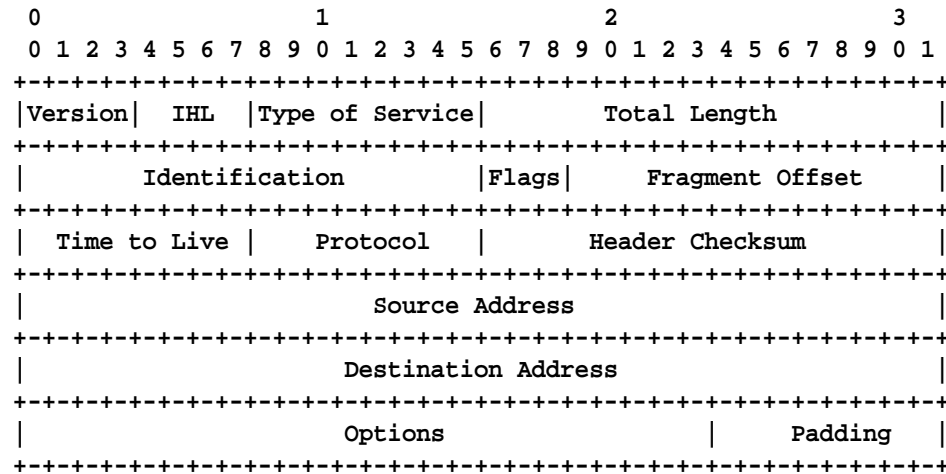 0                   1                   2                   3
0 1 2 3 4 5 6 7 8 9 0 1 2 3 4 5 6 7 8 9 0 1 2 3 4 5 6 7 8 9 0 1
+-+-+-+-+-+-+-+-+-+-+-+-+-+-+-+-+-+-+-+-+-+-+-+-+-+-+-+-+-+-+-+-+
|Version|  IHL  |Type of Service|          Total Length         |
+-+-+-+-+-+-+-+-+-+-+-+-+-+-+-+-+-+-+-+-+-+-+-+-+-+-+-+-+-+-+-+-+
|         Identification        |Flags|      Fragment Offset    |
+-+-+-+-+-+-+-+-+-+-+-+-+-+-+-+-+-+-+-+-+-+-+-+-+-+-+-+-+-+-+-+-+
|  Time to Live |    Protocol   |         Header Checksum       |
+-+-+-+-+-+-+-+-+-+-+-+-+-+-+-+-+-+-+-+-+-+-+-+-+-+-+-+-+-+-+-+-+
|                       Source Address                          |
+-+-+-+-+-+-+-+-+-+-+-+-+-+-+-+-+-+-+-+-+-+-+-+-+-+-+-+-+-+-+-+-+
|                    Destination Address                        |
+-+-+-+-+-+-+-+-+-+-+-+-+-+-+-+-+-+-+-+-+-+-+-+-+-+-+-+-+-+-+-+-+
|                    Options                    |    Padding    |
+-+-+-+-+-+-+-+-+-+-+-+-+-+-+-+-+-+-+-+-+-+-+-+-+-+-+-+-+-+-+-+-+